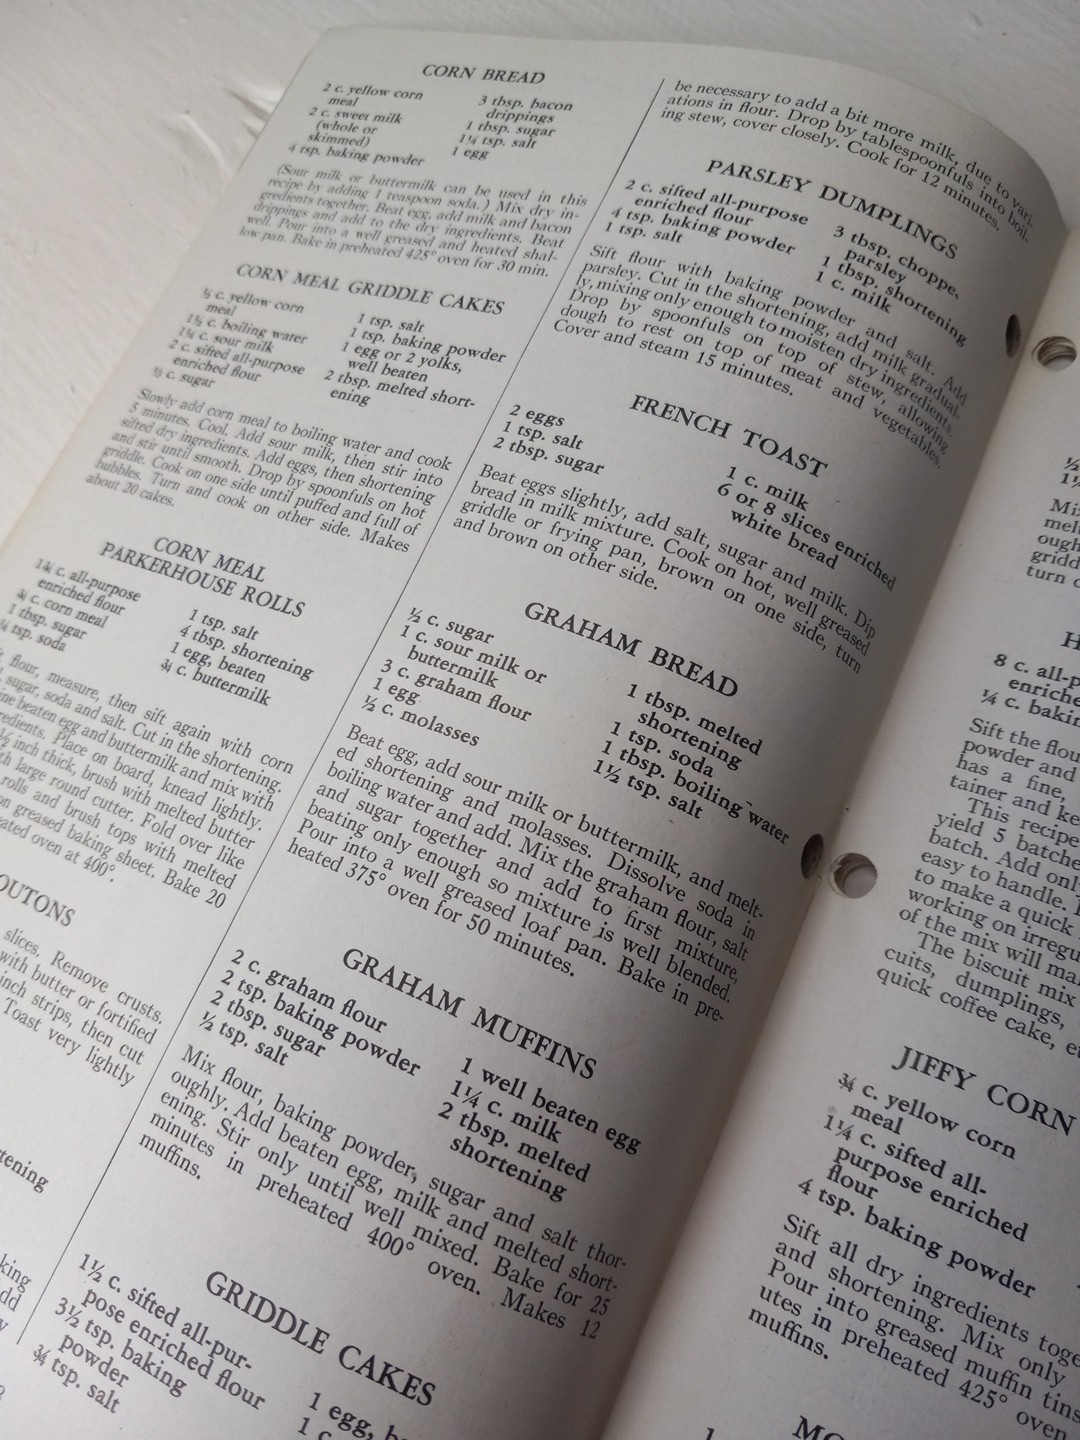 CORN BREAD
2 c. yellow corn
meal
2 c. sweet milk
(whole or
skimmed)
4 tsp. baking powder
3 tbsp. bacon
drippings
1 tbsp. sugar
1¼ tsp. salt
1 egg
(Sour milk or buttermilk can be used in this
recipe by adding 1 teaspoon soda.) Mix dry in-
gredients together. Beat egg, add milk and bacon
drippings and add to the dry ingredients. Beat
well. Pour into a well greased and heated shal-
low pan. Bake in preheated 425° oven for 30 min.
CORN MEAL GRIDDLE CAKES
c. yellow corn
meal
c. boiling water
c. sour milk
2 c. sifted all-purpose
enriched flour
c. sugar
1 tsp. salt
1 tsp. baking powder
1 egg or 2 yolks,
well beaten
2 tbsp. melted short-
ening
Slowly add corn meal to boiling water and cook
5 minutes. Cool. Add sour milk, then stir into
sifted dry ingredients. Add eggs, then shortening
and stir until smooth. Drop by spoonfuls on hot
griddle. Cook on one side until puffed and full of
bubbles. Turn and cook on other side. Makes
about 20 cakes.
CORN MEAL
PARKERHOUSE ROLLS
1¾ c. all-purpose
enriched flour
¾ c. corn meal
1 tbsp. sugar
tsp. soda
1 tsp. salt
4 tbsp. shortening
1 egg, beaten
¾ c. buttermilk
flour, measure, then sift again with corn
sugar, soda and salt. Cut in the shortening.
beaten egg and buttermilk and mix with
Place on board, knead lightly.
½ inch thick, brush with melted butter
large round cutter. Fold over like
rolls and brush tops with melted
on greased baking sheet. Bake 20
oven at 400°.
OUTONS
slices. Remove crusts.
with butter or fortified
inch strips, then cut
Toast very lightly
be necessary to add a bit more milk, due to vari-
ations in flour. Drop by tablespoonfuls into boil-
ing stew, cover closely. Cook for 12 minutes.
PARSLEY DUMPLINGS
2 c. sifted all-purpose
enriched flour
4 tsp. baking powder
1 tsp. salt
3 tbsp. choppe
parsley
1 tbsp. shortening
1 c. milk
Sift flour with baking powder and salt. Add
parsley. Cut in the shortening, add milk gradual-
ly, mixing only enough to moisten dry ingredients.
Drop by spoonfuls on top of stew, allowing
dough to rest on top of meat and vegetables.
Cover and steam 15 minutes.
FRENCH TOAST
2 eggs
1 tsp. salt
2 tbsp. sugar
1 c. milk
6 or 8 slices enriched
white bread
Beat eggs slightly, add salt, sugar and milk. Dip
bread in milk mixture. Cook on hot, well greased
griddle or frying pan, brown on one side, turn
and brown on other side.
GRAHAM BREAD
½ c. sugar
1 c. sour milk or
buttermilk
3 c. graham flour
1 egg
½ c. molasses
1 tbsp. melted
shortening
1 tsp. soda
1 tbsp. boiling water
1½ tsp. salt
Beat egg, add sour milk or buttermilk, and melt-
ed shortening and molasses. Dissolve soda in
boiling water and add. Mix the graham flour, salt
and sugar together and add to first mixture,
beating only enough so mixture is well blended.
Pour into a well greased loaf pan. Bake in pre-
heated 375° oven for 50 minutes.
GRAHAM MUFFINS
2 c. graham flour
2 tsp. baking powder
2 tbsp. sugar
½ tsp. salt
1 well beaten egg
1¼ c. milk
2 tbsp. melted
shortening
Mix flour, baking powder, sugar and salt thor-
oughly. Add beaten egg, milk and melted short-
ening. Stir only until well mixed. Bake for 25
minutes in preheated 400° oven. Makes 12
muffins.
GRIDDLE CAKES
1½ c. sifted all-pur-
pose enriched flour
3½ tsp. baking
powder
¾ tsp. salt
1 egg, b
1 c
8 c. all-p
enriche
¼ c. bakin
Sift the flou
powder and
has a fine,
tainer and ke
This recipe
yield 5 batche
batch. Add onl
easy to handle.
to make a quick
working on irregu
of the mix will ma
The biscuit mix
cuits, dumplings,
quick coffee cake, e
JIFFY CORN
¾ c. yellow corn
meal
1¼ c. sifted all-
purpose enriched
flour
4 tsp. baking powder
Sift all dry ingredients toge
and shortening. Mix only
Pour into greased muffin tins
utes in preheated 425° oven
muffins.
MO